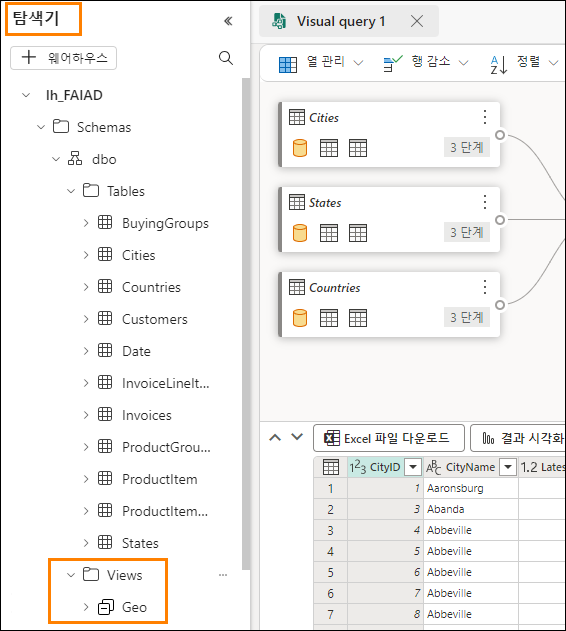 탐색기
웨어하우스
lh_FAIAD
Schemas
dbo
Tables
BuyingGroups
Cities
Countries
Customers
Date
InvoiceLineIt...
Invoices
ProductGrou...
ProductItem
ProductItem...
States
Views
Geo
Visual query 1
열 관리
행 감소
정렬
Cities
3 단계
States
3 단계
Countries
3 단계
Excel 파일 다운로드
결과 시각화
CityID
CityName
1.2 Lates
1 1 Aaronsburg
2 3 Abanda
3 4 Abbeville
4 5 Abbeville
5 6 Abbeville
6 7 Abbeville
7 8 Abbeville